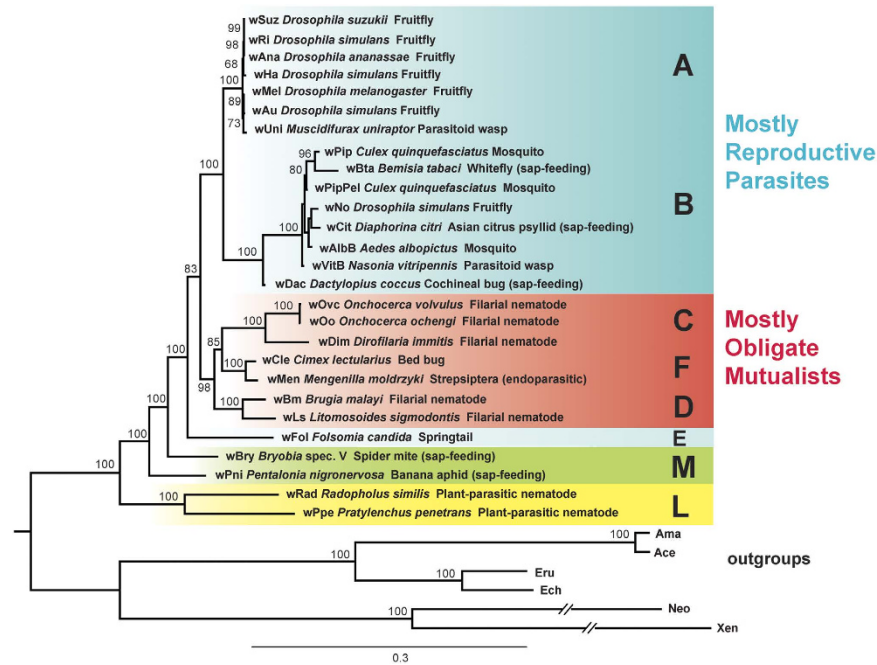 99
wSuz Drosophila suzukii Fruitfly
98
wRi Drosophila simulans Fruitfly
68
wAna Drosophila ananassae Fruitfly
100
wHa Drosophila simulans Fruitfly
wMel Drosophila melanogaster Fruitfly
89
wAu Drosophila simulans Fruitfly
73
wUni Muscidifurax uniraptor Parasitoid wasp
A
Mostly
Reproductive
Parasites
100
96
wPip Culex quinquefasciatus Mosquito
80
wBta Bemisia tabaci Whitefly (sap-feeding)
wPipPel Culex quinquefasciatus Mosquito
wNo Drosophila simulans Fruitfly
100
wCit Diaphorina citri Asian citrus psyllid (sap-feeding)
100
wAlbB Aedes albopictus Mosquito
wVitB Nasonia vitripennis Parasitoid wasp
wDac Dactylopius coccus Cochineal bug (sap-feeding)
B
83
100
wOvc Onchocerca volvulus Filarial nematode
100
wOo Onchocerca ochengi Filarial nematode
wDim Dirofilaria immitis Filarial nematode
C
Mostly
Obligate
Mutualists
85
100
wCle Cimex lectularius Bed bug
100
wMen Mengenilla moldrzyki Strepsiptera (endoparasitic)
F
98
100
wBm Brugia malayi Filarial nematode
wLs Litomosoides sigmodontis Filarial nematode
D
wFol Folsomia candida Springtail
E
100
wBry Bryobia spec. V Spider mite (sap-feeding)
100
wPni Pentalonia nigronervosa Banana aphid (sap-feeding)
M
100
wRad Radopholus similis Plant-parasitic nematode
wPpe Pratylenchus penetrans Plant-parasitic nematode
L
100
Ama
100
Ace
outgroups
100
Eru
Ech
100
Neo
Xen
0.3